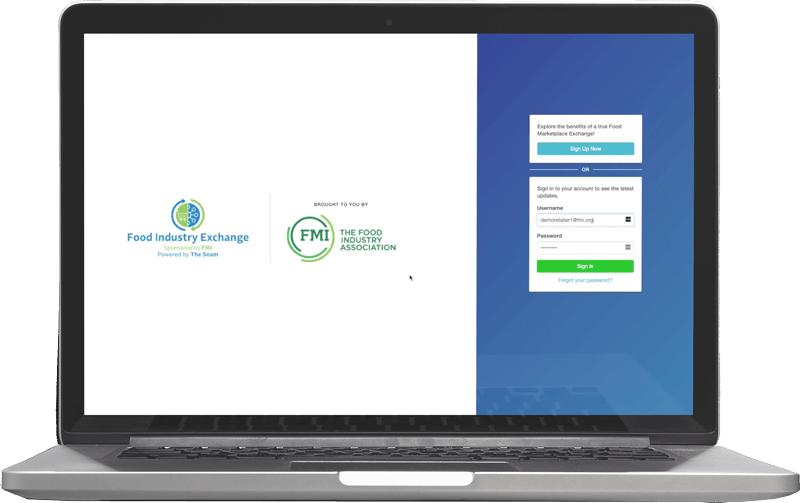 Food Industry Exchange
Sponsored by FMI
Powered by The Seam
BROUGHT TO YOU BY
FMI
THE FOOD
INDUSTRY
ASSOCIATION
Explore the benefits of a true Food
Marketplace Exchange!
Sign Up Now
OR
Sign in to your account to see the latest
updates.
Username
demoretailer1@fmi.org
Password
Sign in
Forgot your password?